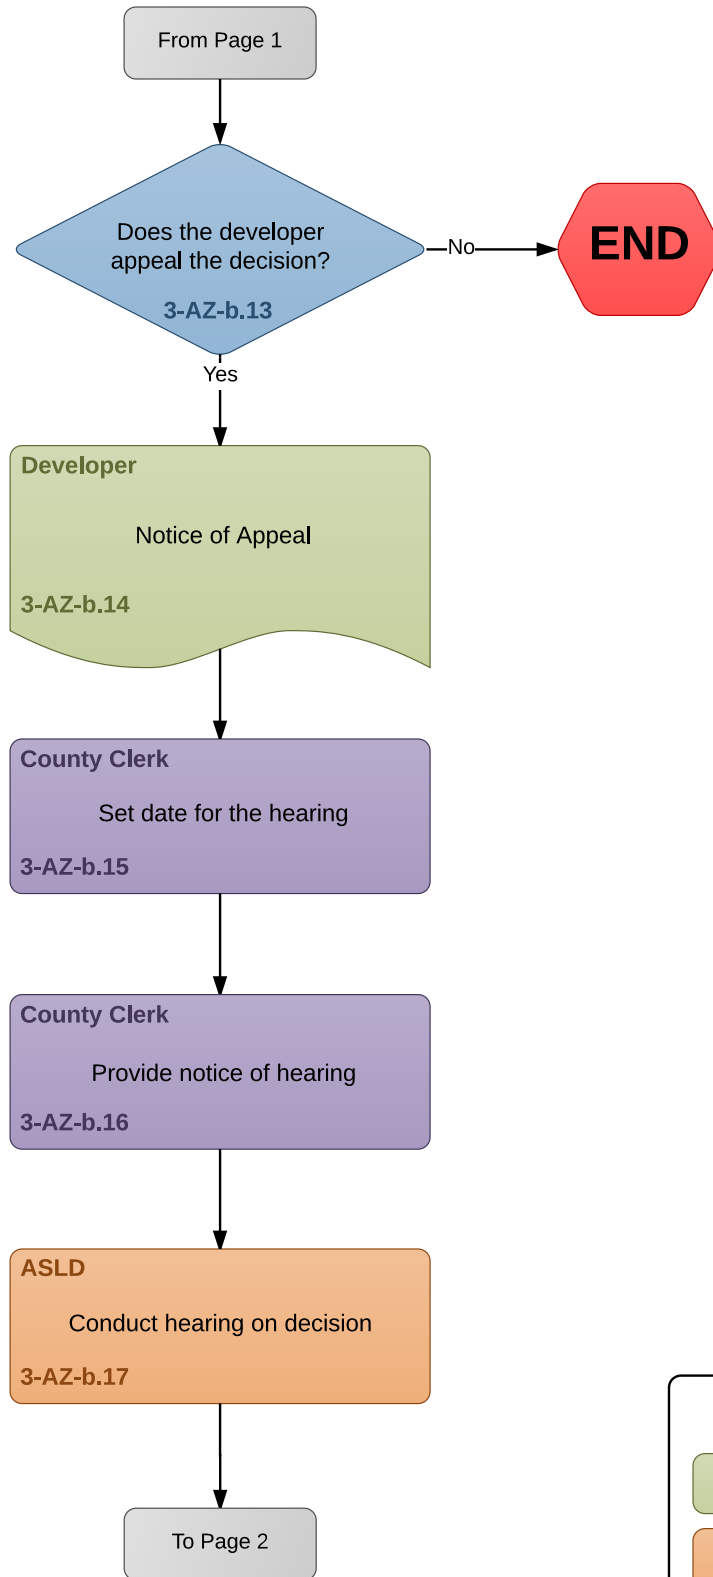 From Page 1
Does the developer
appeal the decision?
3-AZ-b.13
No
END
Yes
Developer
Notice of Appeal
3-AZ-b.14
County Clerk
Set date for the hearing
3-AZ-b.15
County Clerk
Provide notice of hearing
3-AZ-b.16
ASLD
Conduct hearing on decision
3-AZ-b.17
To Page 2